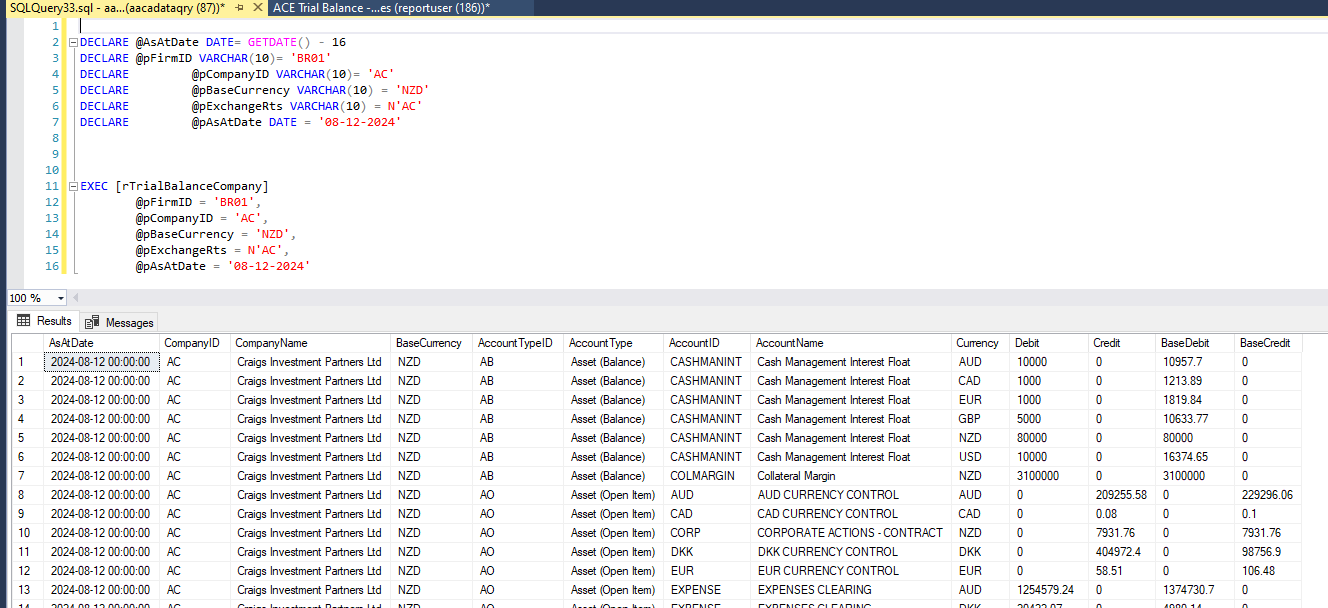 SQLQuery33.sql - aa...(aacadataqry (87))* ACE Trial Balance -...es (reportuser (186))*
1
2 DECLARE @AsAtDate DATE= GETDATE() - 16
3 DECLARE @pFirmID VARCHAR(10)= 'BR01'
4 DECLARE @pCompanyID VARCHAR(10)= 'AC'
5 DECLARE @pBaseCurrency VARCHAR(10) = 'NZD'
6 DECLARE @pExchangeRts VARCHAR(10) = N'AC'
7 DECLARE @pAsAtDate DATE = '08-12-2024'
8
9
10
11 EXEC [rTrialBalanceCompany]
12 @pFirmID = 'BR01',
13 @pCompanyID = 'AC',
14 @pBaseCurrency = 'NZD',
15 @pExchangeRts = N'AC',
16 @pAsAtDate = '08-12-2024'
100 %
Results Messages
AsAtDate CompanyID CompanyName BaseCurrency AccountTypeID AccountType AccountID AccountName Currency Debit Credit BaseDebit BaseCredit
1 2024-08-12 00:00:00 AC Craigs Investment Partners Ltd NZD AB Asset (Balance) CASHMANINT Cash Management Interest Float AUD 10000 0 10957.7 0
2 2024-08-12 00:00:00 AC Craigs Investment Partners Ltd NZD AB Asset (Balance) CASHMANINT Cash Management Interest Float CAD 1000 0 1213.89 0
3 2024-08-12 00:00:00 AC Craigs Investment Partners Ltd NZD AB Asset (Balance) CASHMANINT Cash Management Interest Float EUR 1000 0 1819.84 0
4 2024-08-12 00:00:00 AC Craigs Investment Partners Ltd NZD AB Asset (Balance) CASHMANINT Cash Management Interest Float GBP 5000 0 10633.77 0
5 2024-08-12 00:00:00 AC Craigs Investment Partners Ltd NZD AB Asset (Balance) CASHMANINT Cash Management Interest Float NZD 80000 0 80000 0
6 2024-08-12 00:00:00 AC Craigs Investment Partners Ltd NZD AB Asset (Balance) CASHMANINT Cash Management Interest Float USD 10000 0 16374.65 0
7 2024-08-12 00:00:00 AC Craigs Investment Partners Ltd NZD AB Asset (Balance) COLMARGIN Collateral Margin NZD 3100000 0 3100000 0
8 2024-08-12 00:00:00 AC Craigs Investment Partners Ltd NZD AO Asset (Open Item) AUD AUD CURRENCY CONTROL AUD 0 209255.58 0 229296.06
9 2024-08-12 00:00:00 AC Craigs Investment Partners Ltd NZD AO Asset (Open Item) CAD CAD CURRENCY CONTROL CAD 0 0.08 0 0.1
10 2024-08-12 00:00:00 AC Craigs Investment Partners Ltd NZD AO Asset (Open Item) CORP CORPORATE ACTIONS - CONTRACT NZD 0 7931.76 0 7931.76
11 2024-08-12 00:00:00 AC Craigs Investment Partners Ltd NZD AO Asset (Open Item) DKK DKK CURRENCY CONTROL DKK 0 404972.4 0 98756.9
12 2024-08-12 00:00:00 AC Craigs Investment Partners Ltd NZD AO Asset (Open Item) EUR EUR CURRENCY CONTROL EUR 0 58.51 0 106.48
13 2024-08-12 00:00:00 AC Craigs Investment Partners Ltd NZD AO Asset (Open Item) EXPENSE EXPENSES CLEARING AUD 1254579.24 0 1374730.7 0